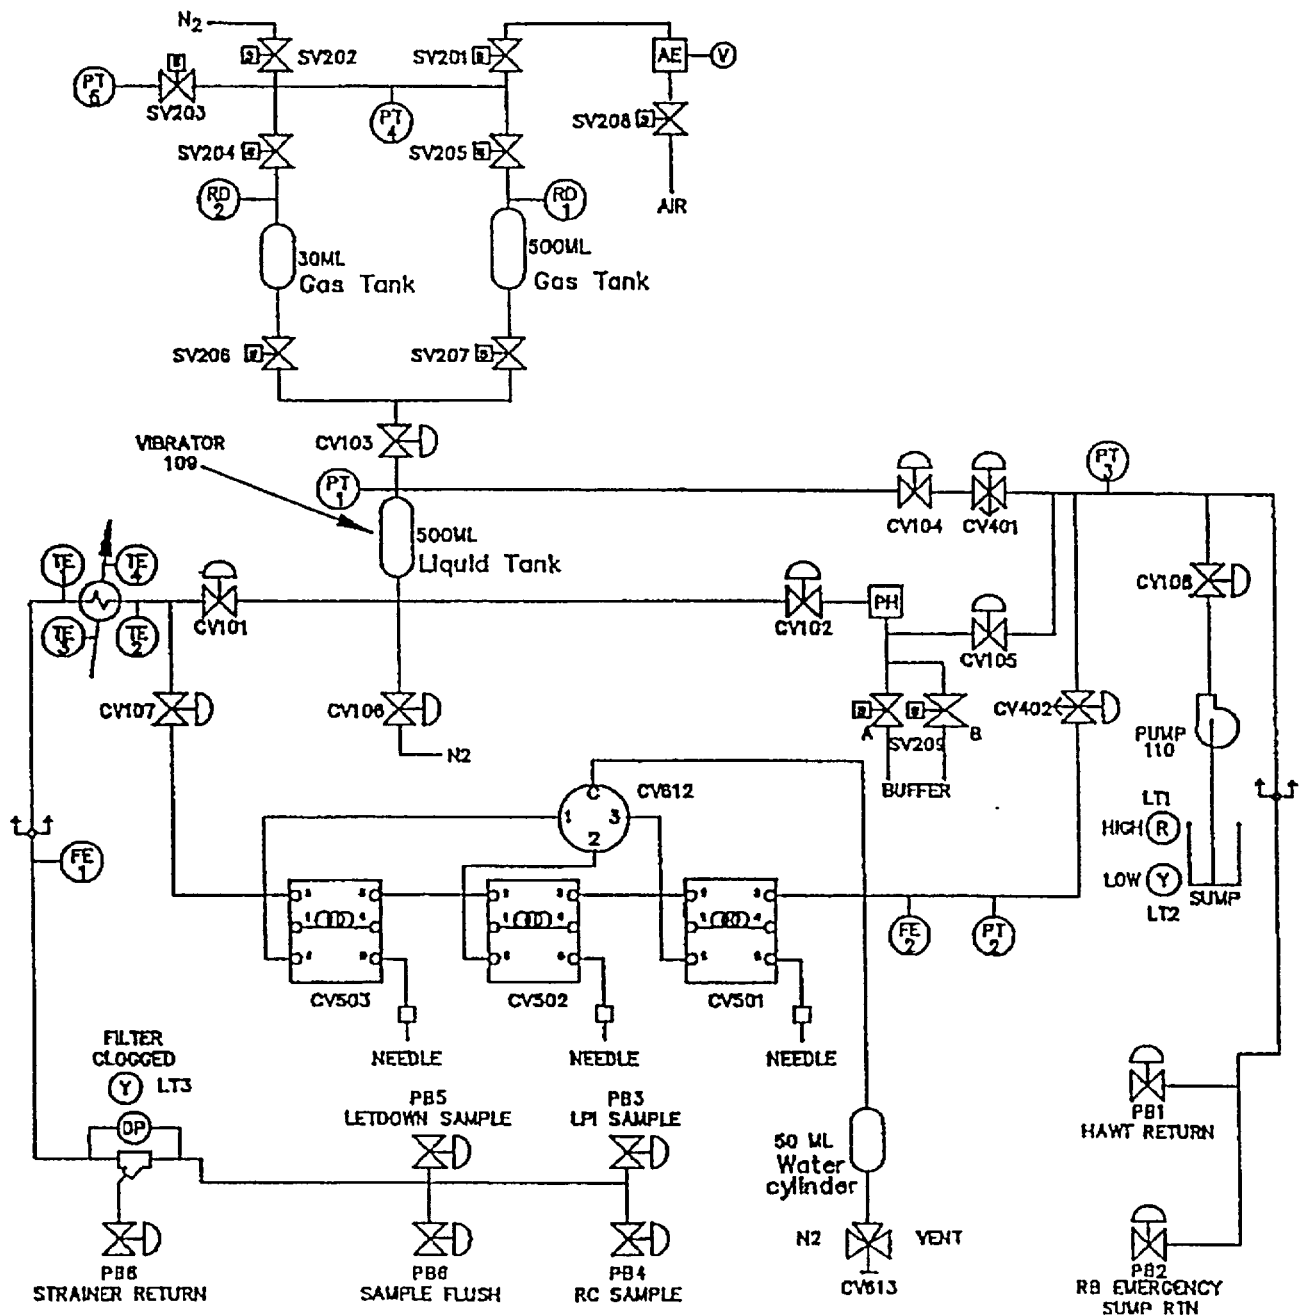 N2
SV202
SV201
AE
V
PT
5
SV203
PT
4
SV208
SV204
SV205
RD
2
RD
1
AIR
30ML
Gas Tank
500ML
Gas Tank
SV206
SV207
CV103
VIBRATOR
109
PT
1
PT
3
CV104
CV401
500ML
Liquid Tank
TE
1
TE
4
TE
3
TE
2
CV101
CV102
PH
CV108
CV105
CV107
CV106
N2
A
SV209
B
CV402
PUMP
110
BUFFER
C
1
3
2
CV612
LT1
HIGH
R
LOW
Y
LT2
SUMP
FE
1
FE
2
PT
2
CV503
CV502
CV501
NEEDLE
NEEDLE
NEEDLE
FILTER
CLOGGED
Y
LT3
DP
PB5
LETDOWN SAMPLE
PB3
LPI SAMPLE
PB1
HAWT RETURN
50 ML
Water
cylinder
N2
VENT
CV613
PB6
STRAINER RETURN
PB6
SAMPLE FLUSH
PB4
RC SAMPLE
PB2
RB EMERGENCY
SUMP RTN